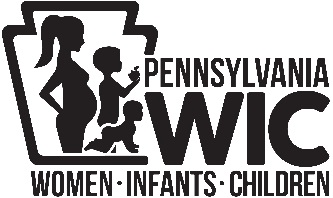 PENNSYLVANIA
WIC
WOMEN · INFANTS · CHILDREN